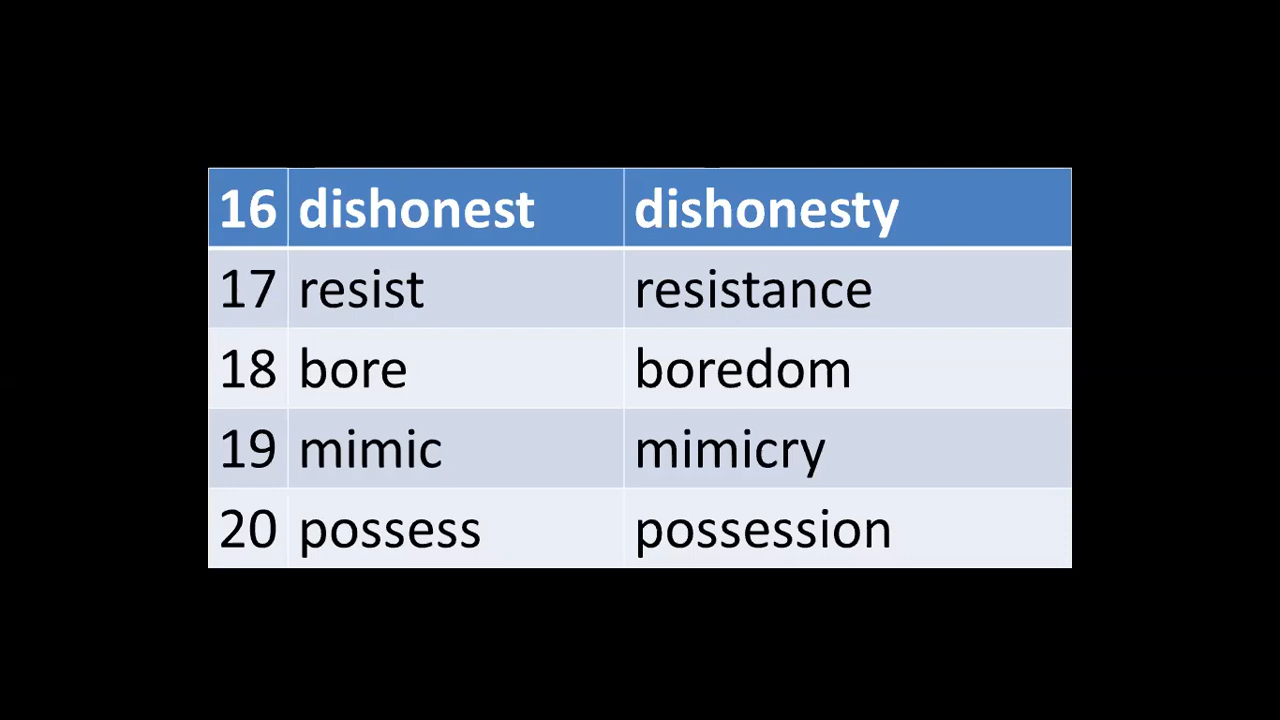 16 dishonest dishonesty
17 resist resistance
18 bore boredom
19 mimic mimicry
20 possess possession